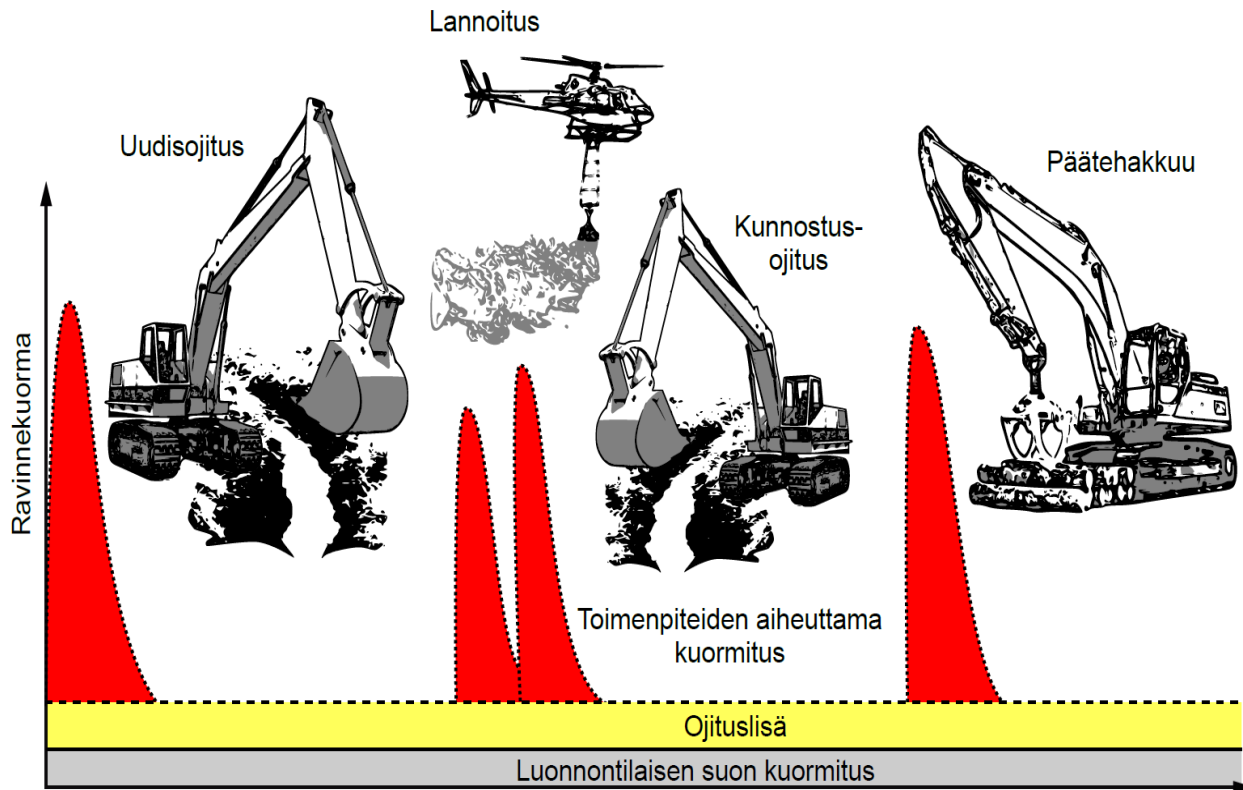 Lannoitus
Uudisojitus
Päätehakkuu
Kunnostus-
ojitus
Ravinnekuorma
Toimenpiteiden aiheuttama
kuormitus
Ojituslisä
Luonnontilaisen suon kuormitus